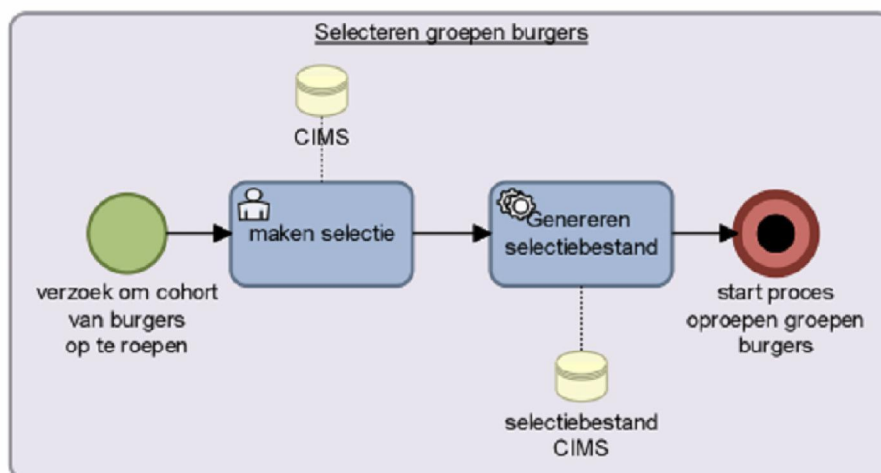 Selecteren groepen burgers
CIMS
maken selectie
Genereren
selectiebestand
verzoek om cohort
van burgers
op te roepen
start proces
oproepen groepen
burgers
selectiebestand
CIMS